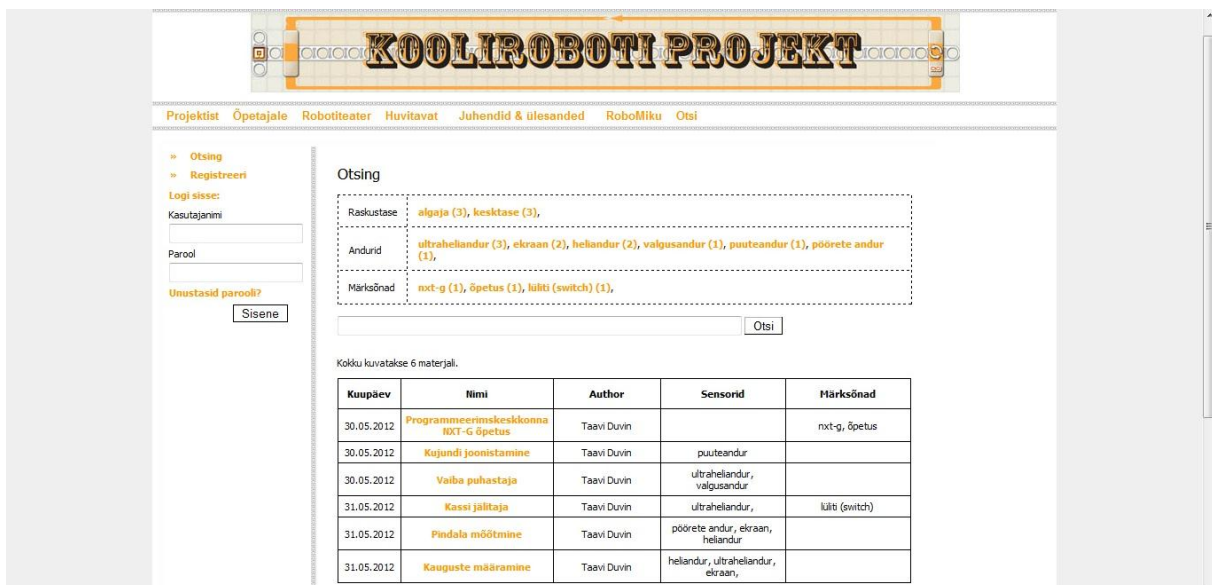 KOOLIROBOTI PROJEKT
Projektist Õpetajale Robotiteater Huvitavat Juhendid & ülesanded RoboMiku Otsi
» Otsing
» Registreeri
Logi sisse:
Kasutajanimi
Parool
Unustasid parooli?
Sisene
Otsing
Raskustase algaja (3), kesktase (3),
Andurid ultraheliandur (3), ekraan (2), heliandur (2), valgusandur (1), puuteandur (1), pöörete andur
(1),
Märksõnad nxt-g (1), õpetus (1), lüliti (switch) (1),
Otsi
Kokku kuvatakse 6 materjali.
Kuupäev Nimi Author Sensorid Märksõnad
30.05.2012 Programmeerimskeskkonna NXT-G õpetus Taavi Duvin nxt-g, õpetus
30.05.2012 Kujundi joonistamine Taavi Duvin puuteandur
30.05.2012 Vaiba puhastaja Taavi Duvin ultraheliandur, valgusandur
31.05.2012 Kassi jälitaja Taavi Duvin ultraheliandur, lüliti (switch)
31.05.2012 Pindala mõõtmine Taavi Duvin pöörete andur, ekraan, heliandur
31.05.2012 Kauguste määramine Taavi Duvin heliandur, ultraheliandur, ekraan,